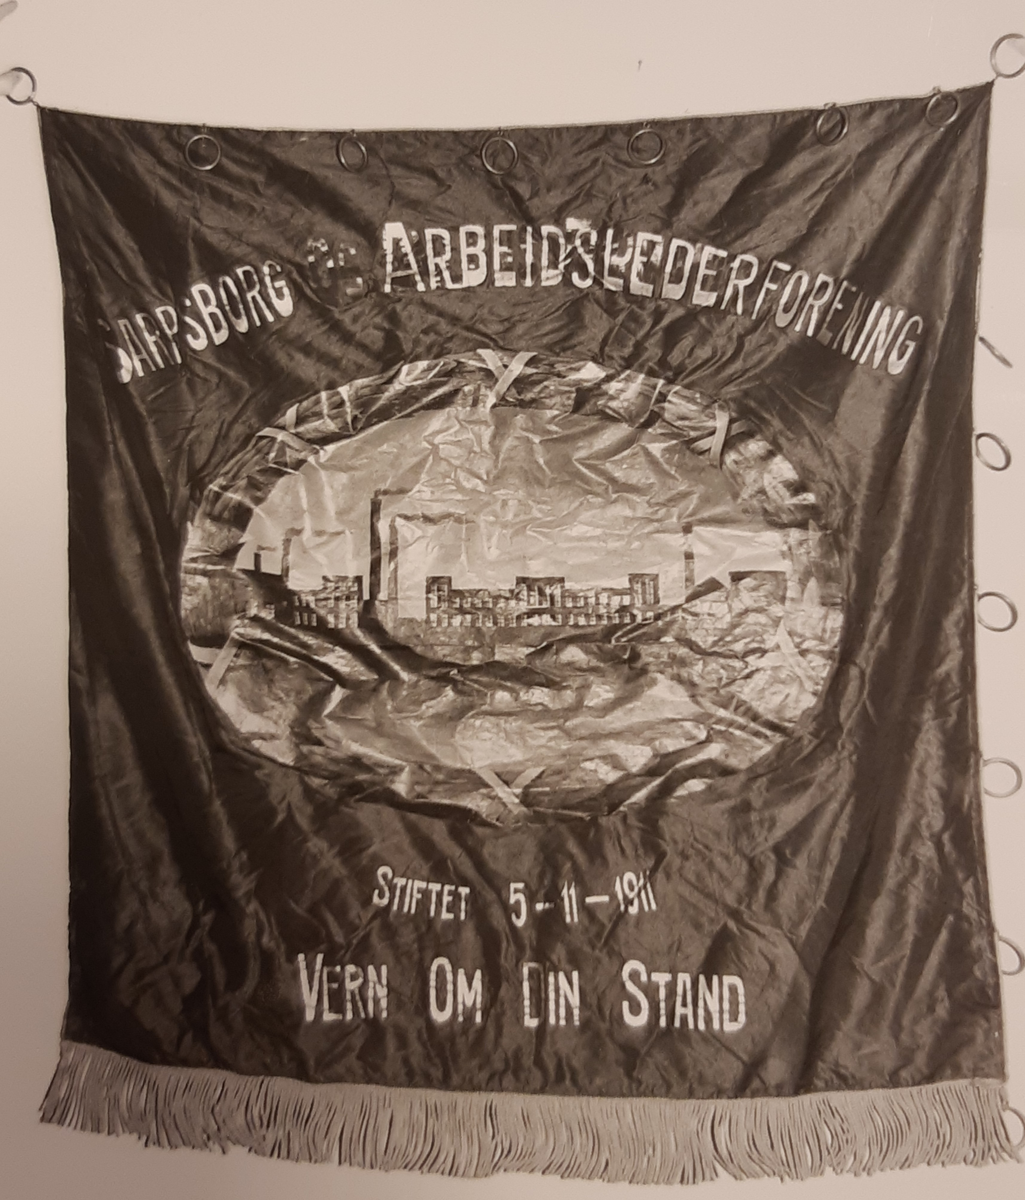 SARPSBORG ARBEIDSLEDERFORENING
STIFTET 5-11-1911
VERN OM DIN STAND